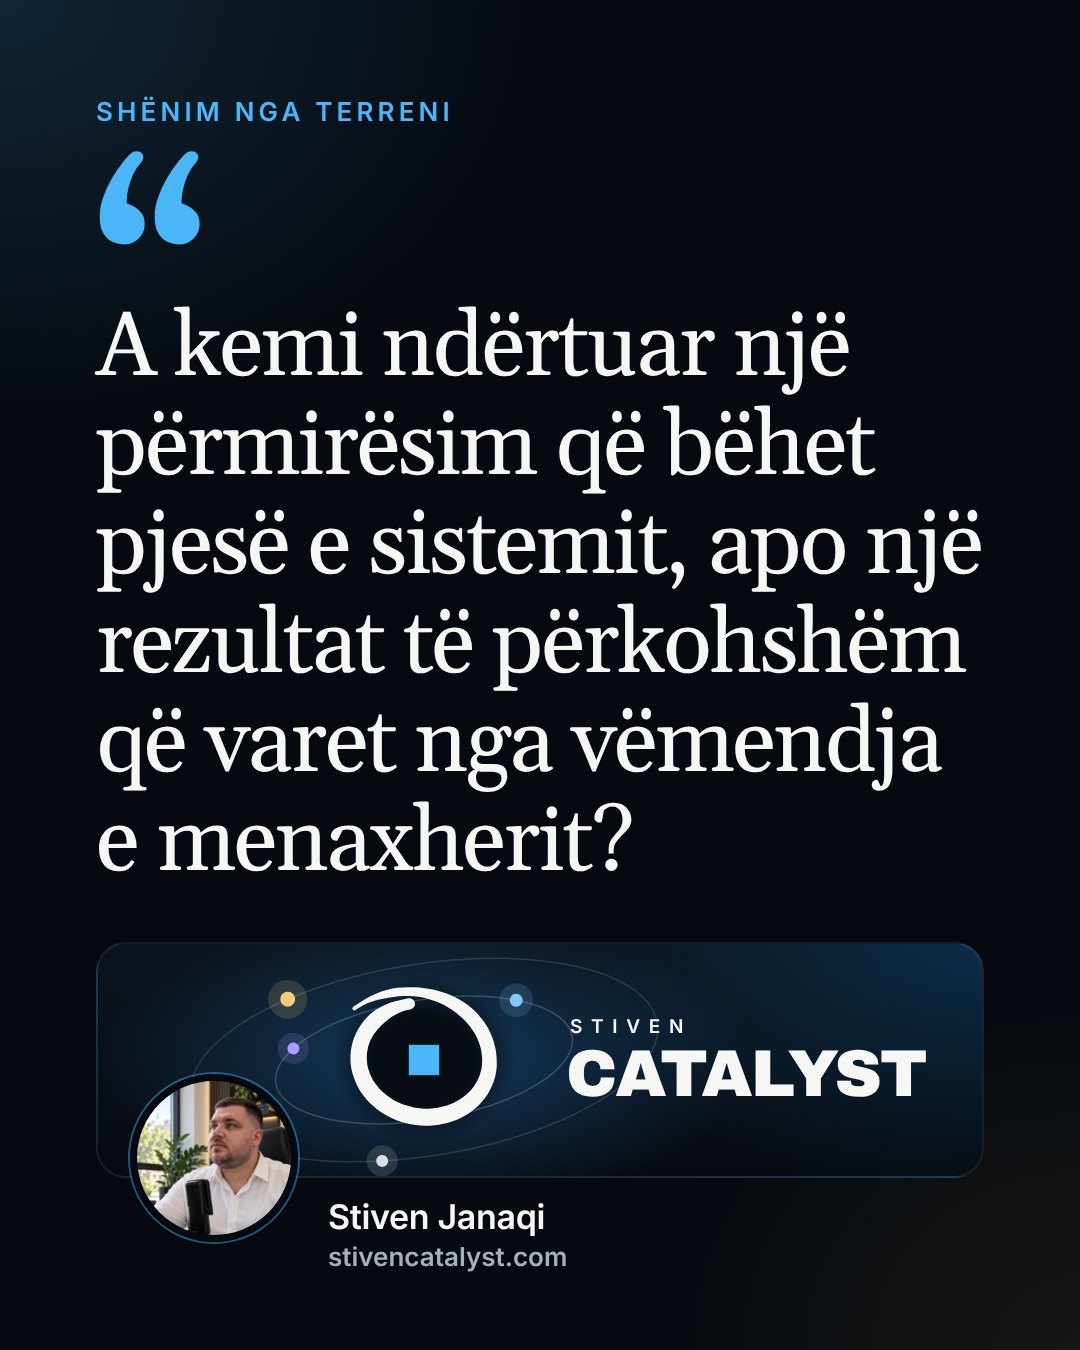 SHËNIM NGA TERRENI
“
A kemi ndërtuar një
përmirësim që bëhet
pjesë e sistemit, apo një
rezultat të përkohshëm
që varet nga vëmendja
e menaxherit?
STIVEN
CATALYST
Stiven Janaqi
stivencatalyst.com